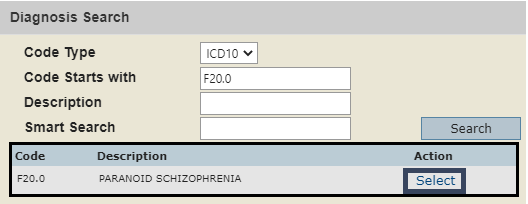 Diagnosis Search
Code Type ICD10
Code Starts with F20.0
Description
Smart Search Search
Code Description Action
F20.0 PARANOID SCHIZOPHRENIA Select